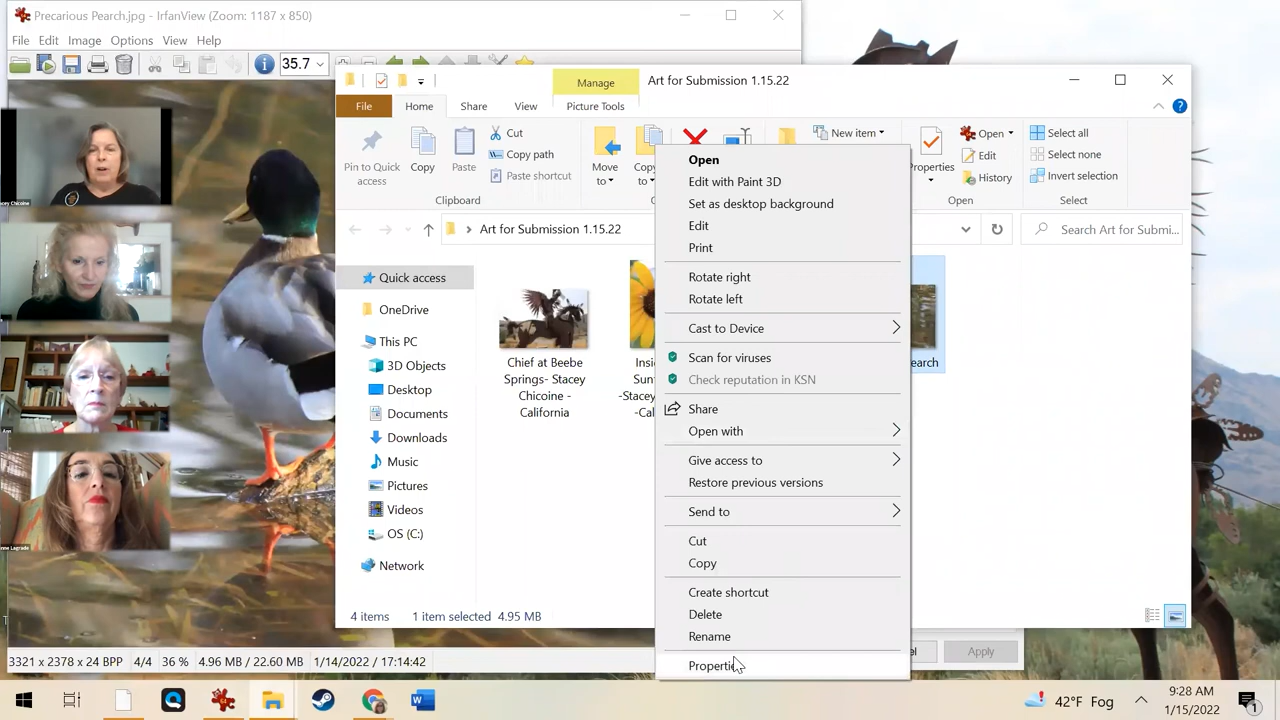 Precarious Pearch.jpg - IrfanView (Zoom: 1187 x 850)
File Edit Image Options View Help
35.7
Manage
Art for Submission 1.15.22
File Home Share View Picture Tools
Pin to Quick access
Copy
Paste
Cut
Copy path
Paste shortcut
Clipboard
Move to
Copy
New item
Properties
Open
Edit
History
Open
Select all
Select none
Invert selection
Select
Art for Submission 1.15.22
Search Art for Submi...
Quick access
OneDrive
This PC
3D Objects
Desktop
Documents
Downloads
Music
Pictures
Videos
OS (C:)
Network
Chief at Beebe
Springs- Stacey
Chicoine -
California
Insi
Sunf
-Stacey
-Cal
earch
Open
Edit with Paint 3D
Set as desktop background
Edit
Print
Rotate right
Rotate left
Cast to Device
Scan for viruses
Check reputation in KSN
Share
Open with
Give access to
Restore previous versions
Send to
Cut
Copy
Create shortcut
Delete
Rename
Properti
4 items 1 item selected 4.95 MB
Apply
3321 x 2378 x 24 BPP 4/4 36 % 4.96 MB / 22.60 MB 1/14/2022 / 17:14:42
42°F Fog
9:28 AM
1/15/2022
1